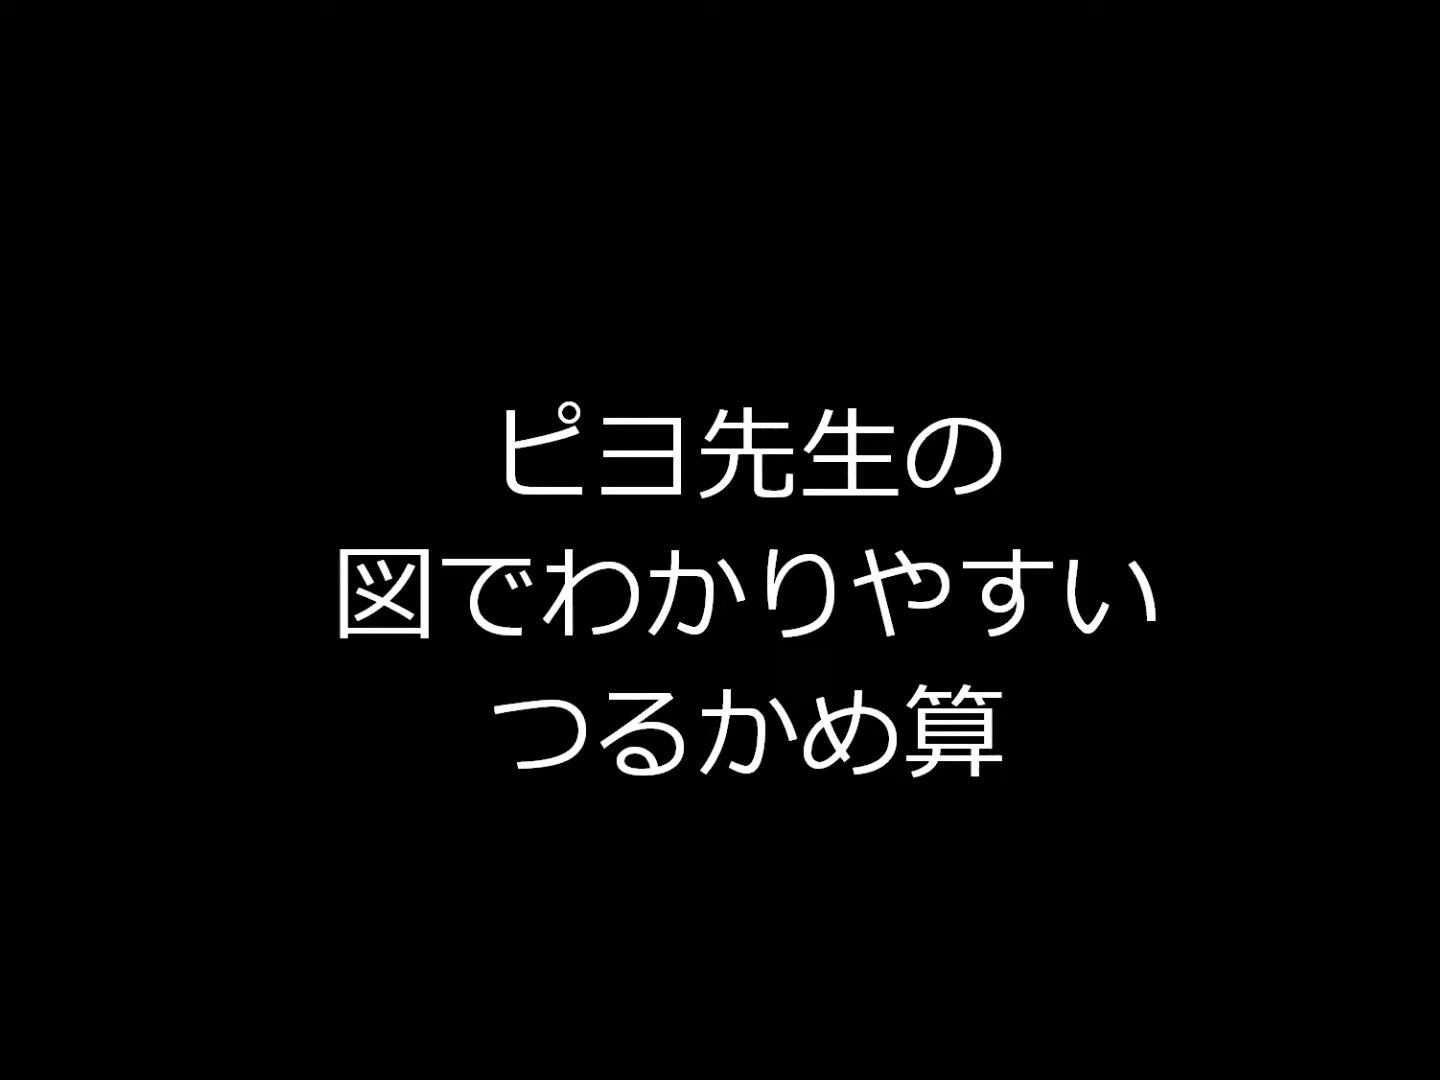 ピヨ先生の
図でわかりやすい
つるかめ算